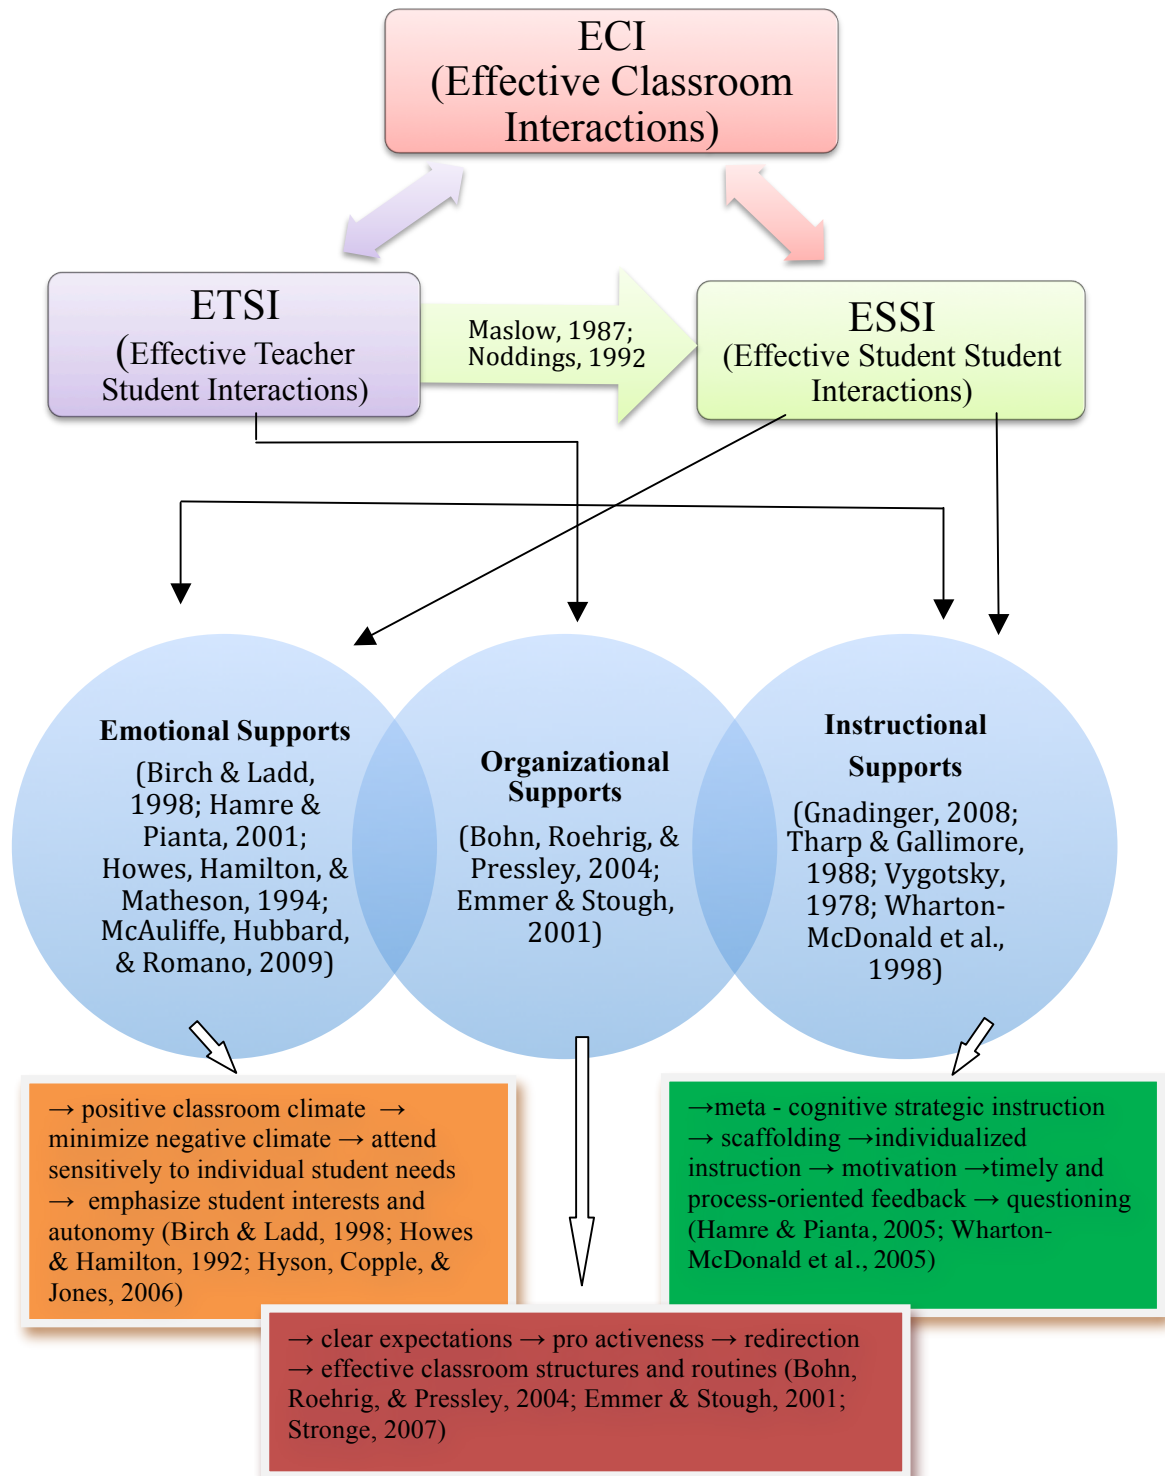 ECI
(Effective Classroom
Interactions)
ETSI
(Effective Teacher
Student Interactions)
Maslow, 1987;
Noddings, 1992
ESSI
(Effective Student Student
Interactions)
Emotional Supports
(Birch & Ladd,
1998; Hamre &
Pianta, 2001;
Howes, Hamilton, &
Matheson, 1994;
McAuliffe, Hubbard,
& Romano, 2009)
Organizational
Supports
(Bohn, Roehrig, &
Pressley, 2004;
Emmer & Stough,
2001)
Instructional
Supports
(Gnadinger, 2008;
Tharp & Gallimore,
1988; Vygotsky,
1978; Wharton-
McDonald et al.,
1998)
→ positive classroom climate →
minimize negative climate → attend
sensitively to individual student needs
→ emphasize student interests and
autonomy (Birch & Ladd, 1998; Howes
& Hamilton, 1992; Hyson, Copple, &
Jones, 2006)
→meta - cognitive strategic instruction
→ scaffolding →individualized
instruction → motivation →timely and
process-oriented feedback → questioning
(Hamre & Pianta, 2005; Wharton-
McDonald et al., 2005)
→ clear expectations → pro activeness → redirection
→ effective classroom structures and routines (Bohn,
Roehrig, & Pressley, 2004; Emmer & Stough, 2001;
Stronge, 2007)